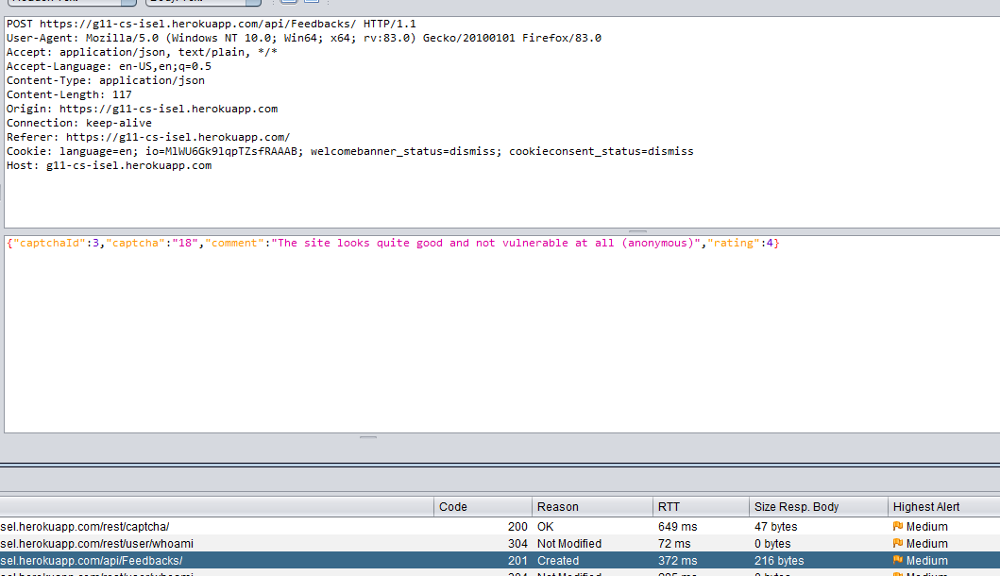 POST https://g11-cs-isel.herokuapp.com/api/Feedbacks/ HTTP/1.1
User-Agent: Mozilla/5.0 (Windows NT 10.0; Win64; x64; rv:83.0) Gecko/20100101 Firefox/83.0
Accept: application/json, text/plain, */*
Accept-Language: en-US,en;q=0.5
Content-Type: application/json
Content-Length: 117
Origin: https://g11-cs-isel.herokuapp.com
Connection: keep-alive
Referer: https://g11-cs-isel.herokuapp.com/
Cookie: language=en; io=MlWU6Gk9lqpTZsfRAAAB; welcomebanner_status=dismiss; cookieconsent_status=dismiss
Host: g11-cs-isel.herokuapp.com
{"captchaId":3,"captcha":"18","comment":"The site looks quite good and not vulnerable at all (anonymous)","rating":4}
Code Reason RTT Size Resp. Body Highest Alert
sel.herokuapp.com/rest/captcha/ 200 OK 649 ms 47 bytes Medium
sel.herokuapp.com/rest/user/whoami 304 Not Modified 72 ms 0 bytes Medium
sel.herokuapp.com/api/Feedbacks/ 201 Created 372 ms 216 bytes Medium